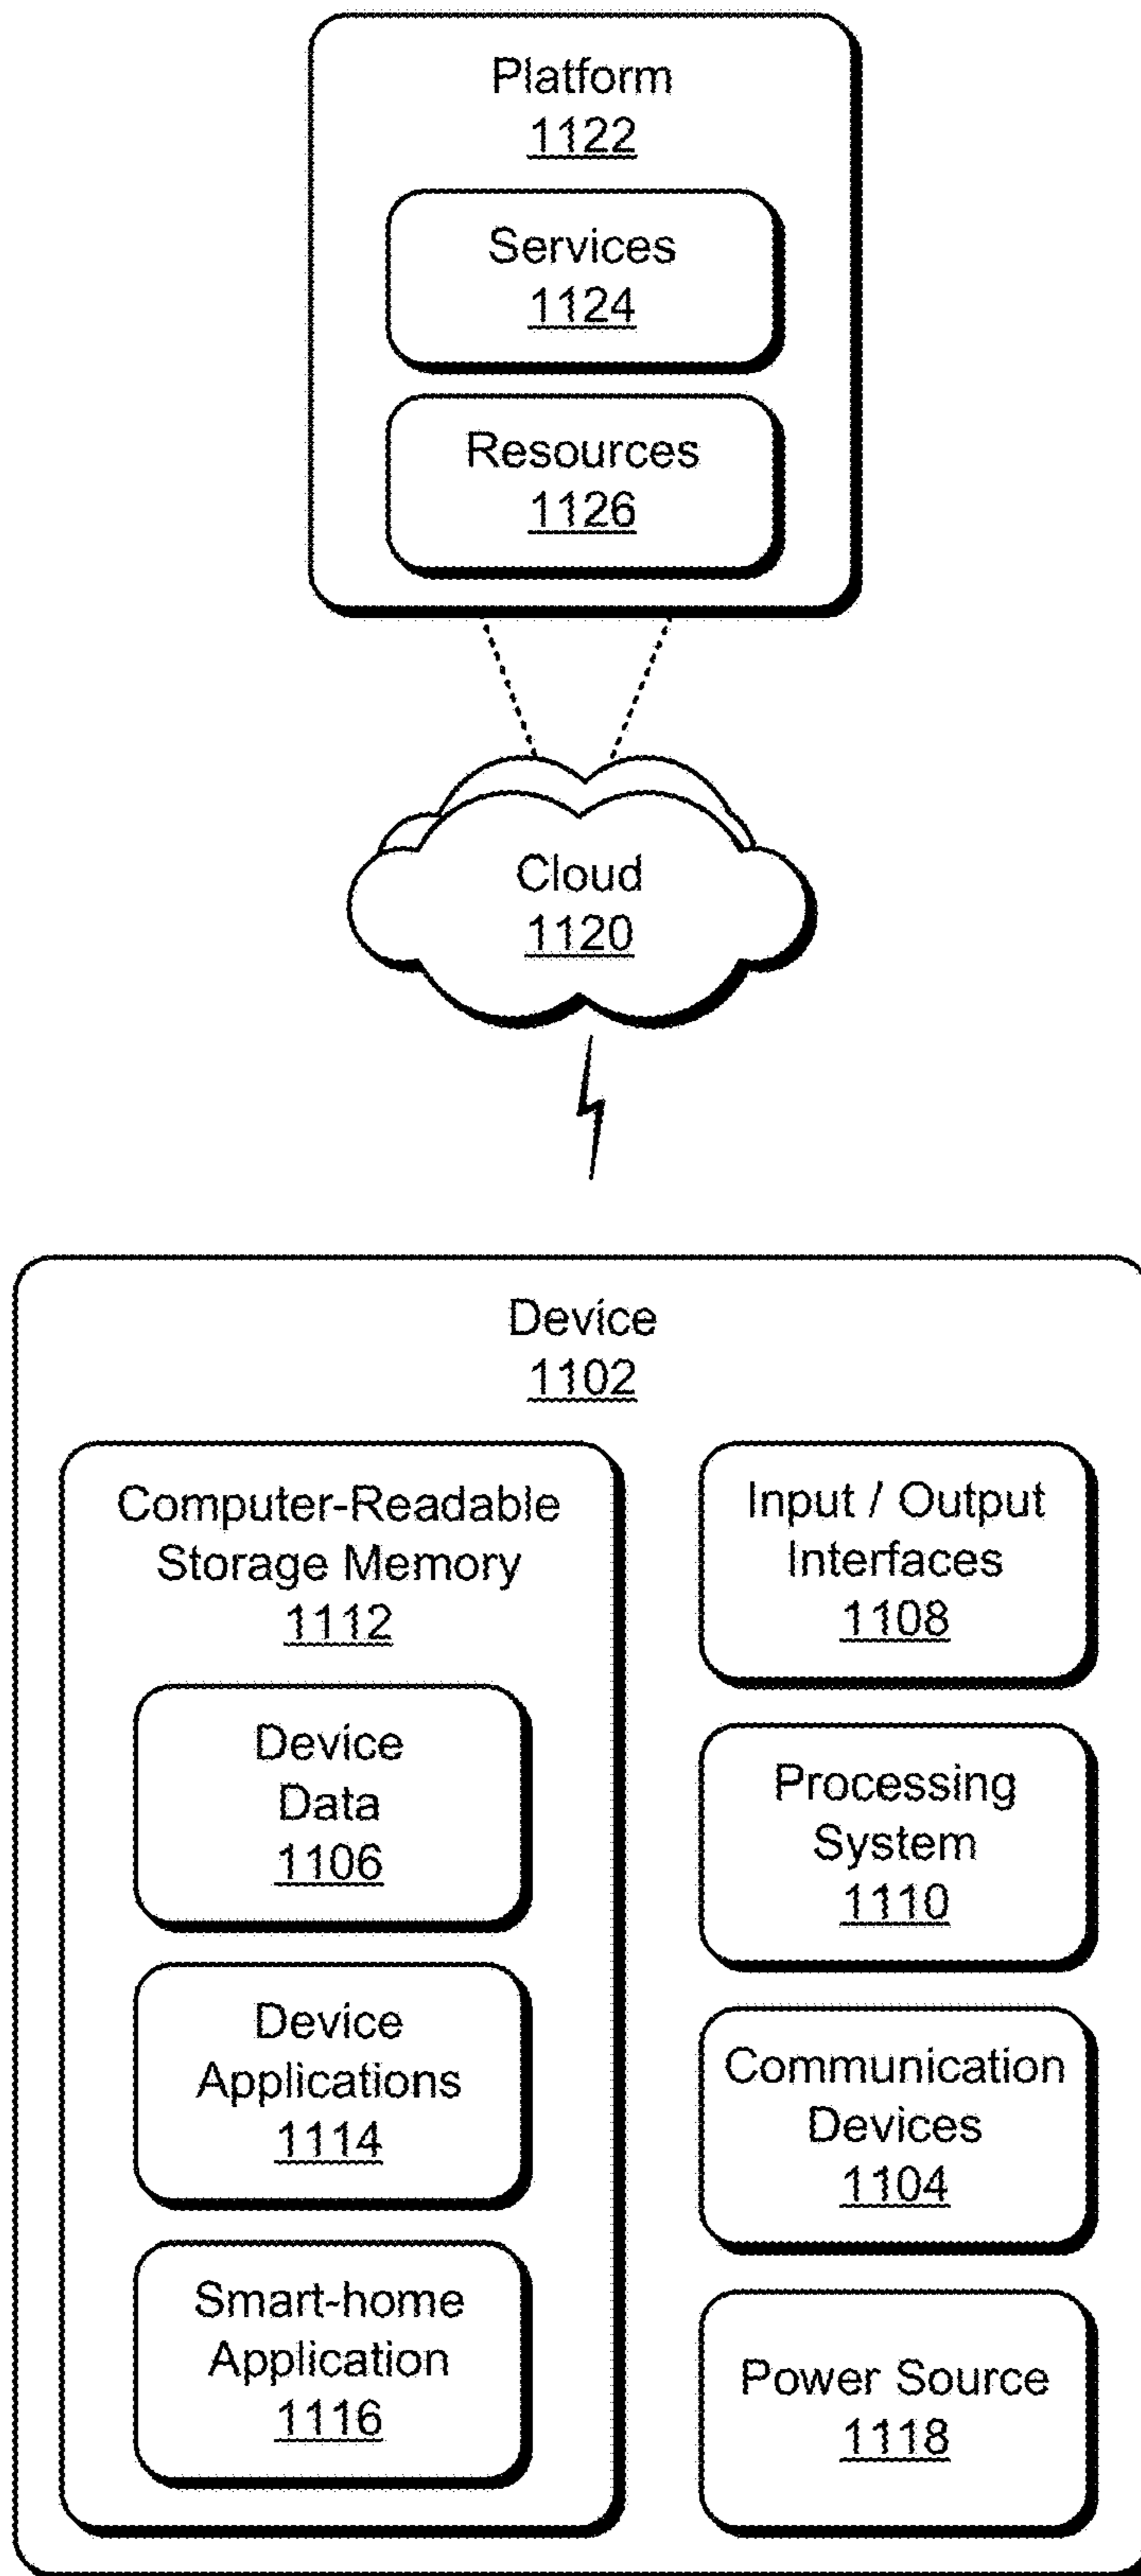 Platform
1122
Services
1124
Resources
1126
Cloud
1120
Device
1102
Computer-Readable
Storage Memory
1112
Device
Data
1106
Device
Applications
1114
Smart-home
Application
1116
Input / Output
Interfaces
1108
Processing
System
1110
Communication
Devices
1104
Power Source
1118